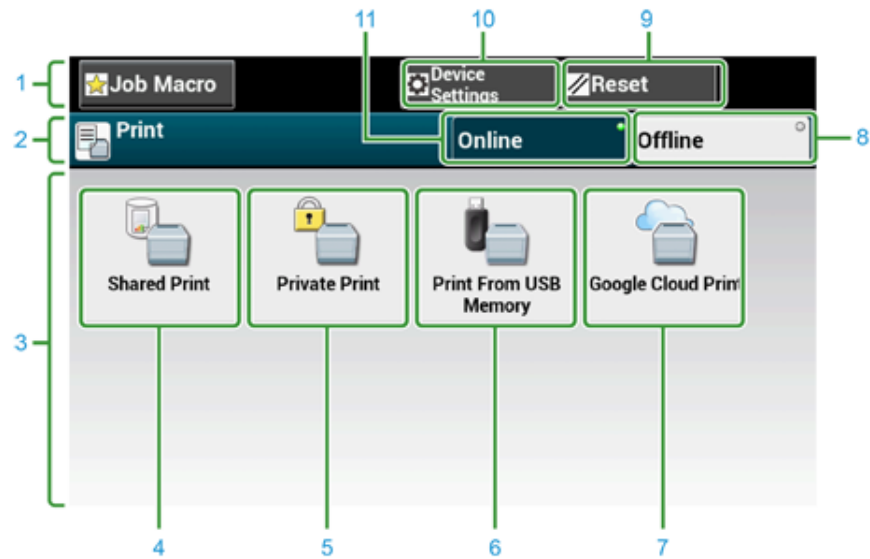 11 10 9
1 Job Macro Device Settings Reset
2 Print Online Offline 8
Shared Print Private Print Print From USB Google Cloud Print
Memory
3
4 5 6 7